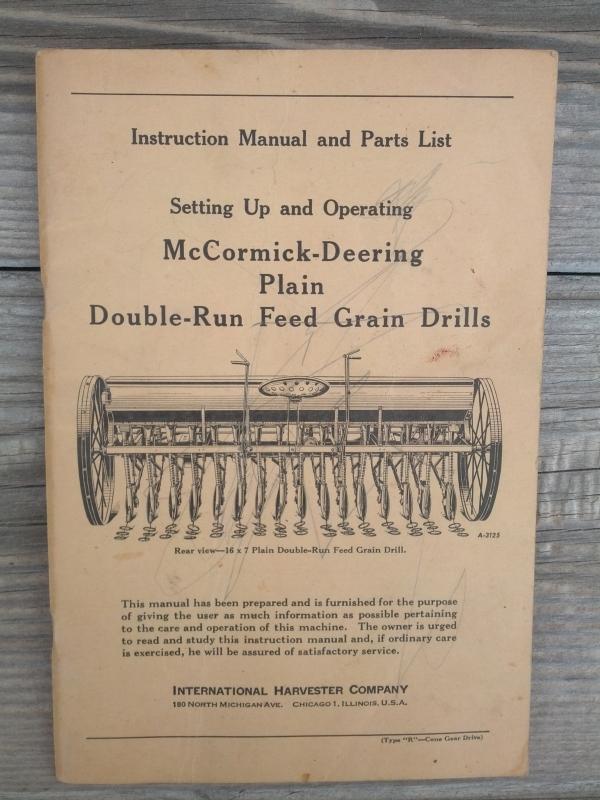 Instruction Manual and Parts List
Setting Up and Operating
McCormick-Deering
Plain
Double-Run Feed Grain Drills
A-3125
Rear view—16 x 7 Plain Double-Run Feed Grain Drill.
This manual has been prepared and is furnished for the purpose
of giving the user as much information as possible pertaining
to the care and operation of this machine. The owner is urged
to read and study this instruction manual and, if ordinary care
is exercised, he will be assured of satisfactory service.
INTERNATIONAL HARVESTER COMPANY
180 NORTH MICHIGAN AVE. CHICAGO 1, ILLINOIS, U.S.A.
(Type "R"—Cone Gear Drive)